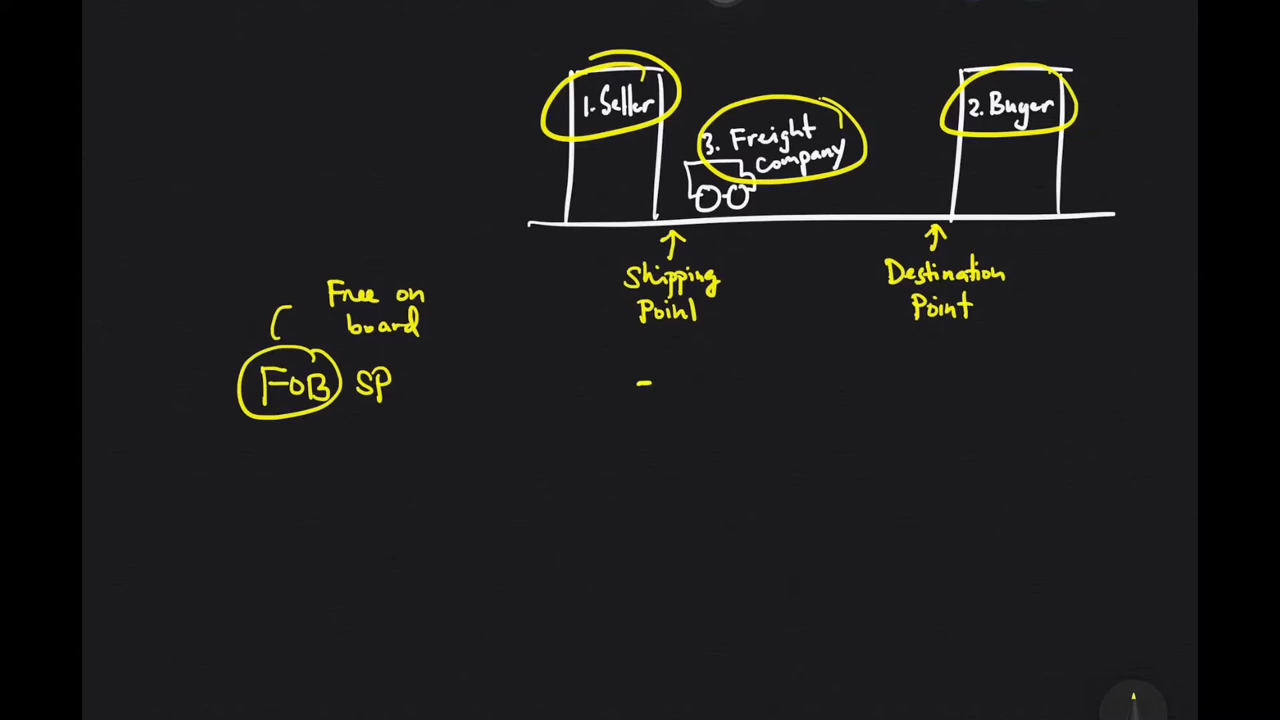 1. Seller
2. Buyer
3. Freight
Company
Shipping
Point
Destination
Point
Free on
board
FOB SP
-